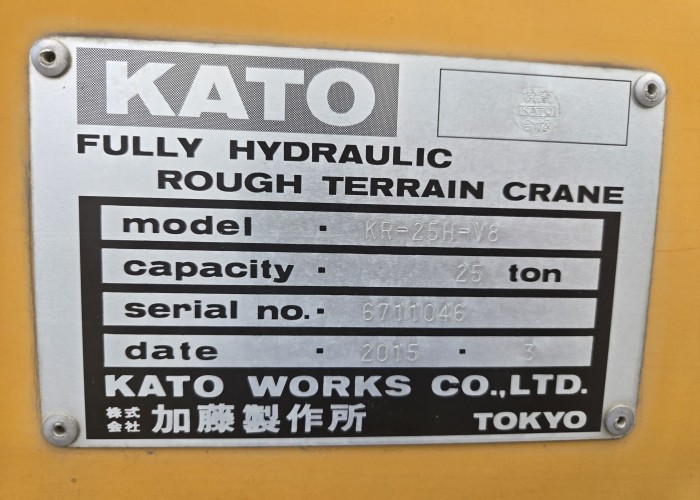 KATO
KATO
FULLY HYDRAULIC
ROUGH TERRAIN CRANE
model · KR-25H-V8
capacity · 25 ton
serial no.· 6711046
date · 2015 · 3
KATO WORKS CO.,LTD.
株式会社 加藤製作所 TOKYO